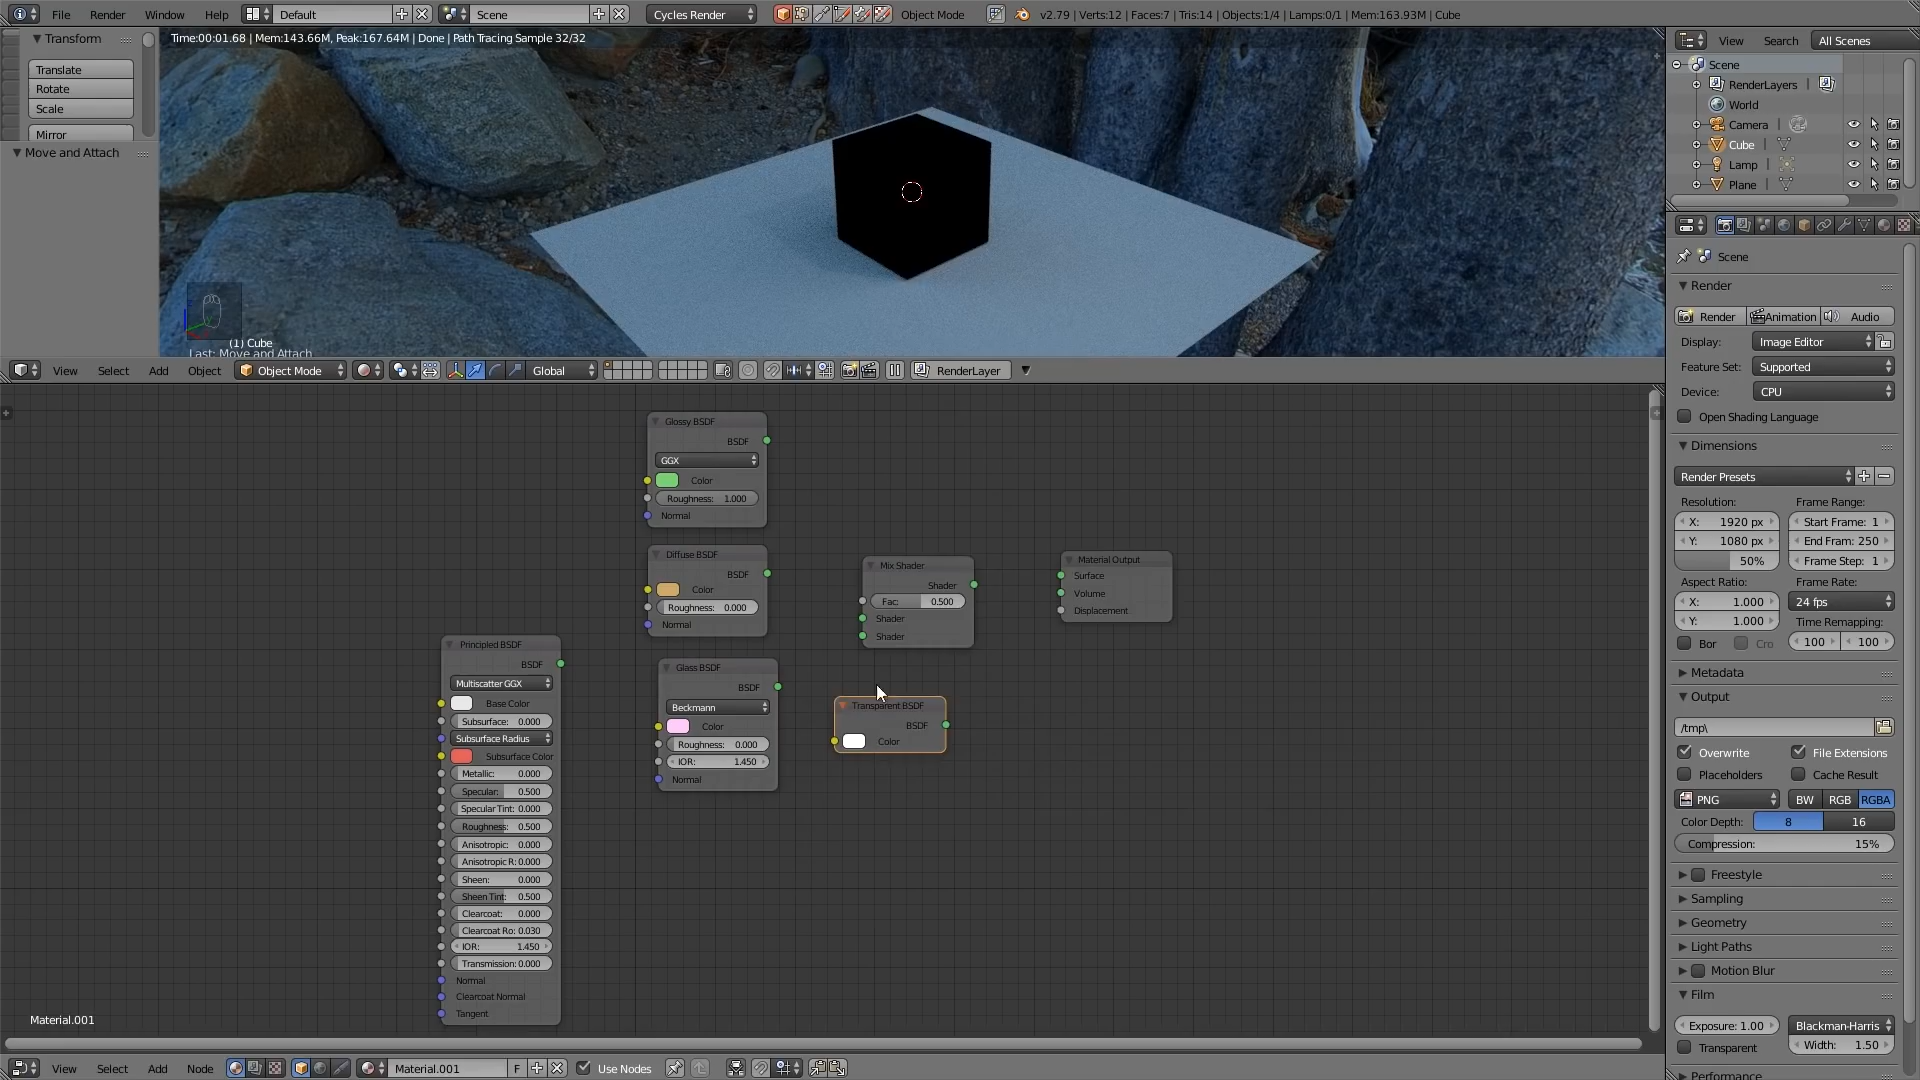 File Render Window Help Default Scene Cycles Render Object Mode v2.79 | Verts:12 | Faces:7 | Tris:14 | Objects:1/4 | Lamps:0/1 | Mem:163.93M | Cube
Time:00:01.68 | Mem:143.66M, Peak:167.64M | Done | Path Tracing Sample 32/32
Transform
Translate
Rotate
Scale
Mirror
Move and Attach
(1) Cube
Last: Move and Attach
View Select Add Object Object Mode Global RenderLayer
Glossy BSDF
BSDF
GGX
Color
Roughness: 1.000
Normal
Diffuse BSDF
BSDF
Color
Roughness: 0.000
Normal
Mix Shader
Shader
Fac: 0.500
Shader
Shader
Material Output
Surface
Volume
Displacement
Principled BSDF
BSDF
Multiscatter GGX
Base Color
Subsurface: 0.000
Subsurface Radius
Subsurface Color
Metallic: 0.000
Specular: 0.500
Specular Tint: 0.000
Roughness: 0.500
Anisotropic: 0.000
Anisotropic R: 0.000
Sheen: 0.000
Sheen Tint: 0.500
Clearcoat: 0.000
Clearcoat Ro: 0.030
IOR: 1.450
Transmission: 0.000
Normal
Clearcoat Normal
Tangent
Glass BSDF
BSDF
Beckmann
Color
Roughness: 0.000
IOR: 1.450
Normal
Transparent BSDF
BSDF
Color
Material.001
View Select Add Node Material.001 F Use Nodes
View Search All Scenes
Scene
RenderLayers |
World
Camera |
Cube |
Lamp |
Plane |
Scene
Render
Render Animation Audio
Display: Image Editor
Feature Set: Supported
Device: CPU
Open Shading Language
Dimensions
Render Presets
Resolution: Frame Range:
X: 1920 px Start Frame: 1
Y: 1080 px End Fram: 250
50% Frame Step: 1
Aspect Ratio: Frame Rate:
X: 1.000 24 fps
Y: 1.000 Time Remapping:
Bor Cro 100 100
Metadata
Output
/tmp\
Overwrite File Extensions
Placeholders Cache Result
PNG BW RGB RGBA
Color Depth: 8 16
Compression: 15%
Freestyle
Sampling
Geometry
Light Paths
Motion Blur
Film
Exposure: 1.00 Blackman-Harris
Transparent Width: 1.50
Performance